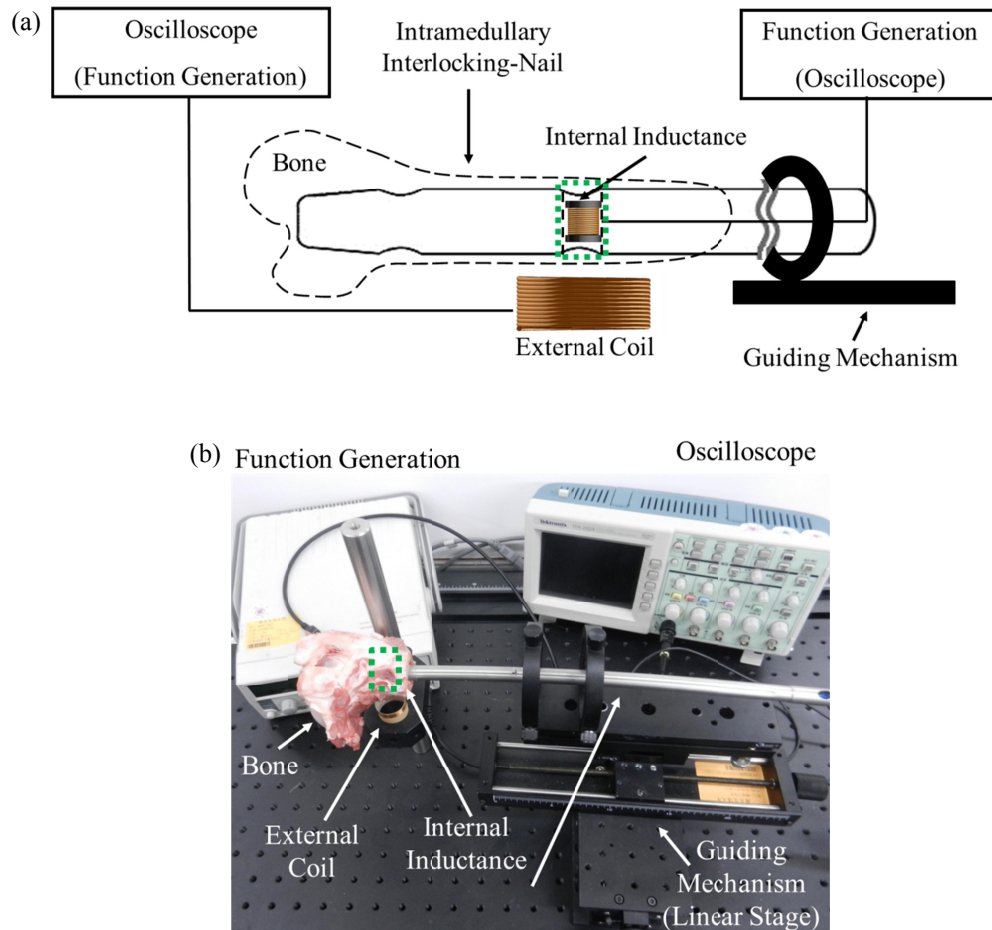 (a)
Oscilloscope
(Function Generation)
Intramedullary
Interlocking-Nail
Function Generation
(Oscilloscope)
Internal Inductance
Bone
External Coil
Guiding Mechanism
(b)
Function Generation
Oscilloscope
Tektronix
Bone
External
Coil
Internal
Inductance
Guiding
Mechanism
(Linear Stage)